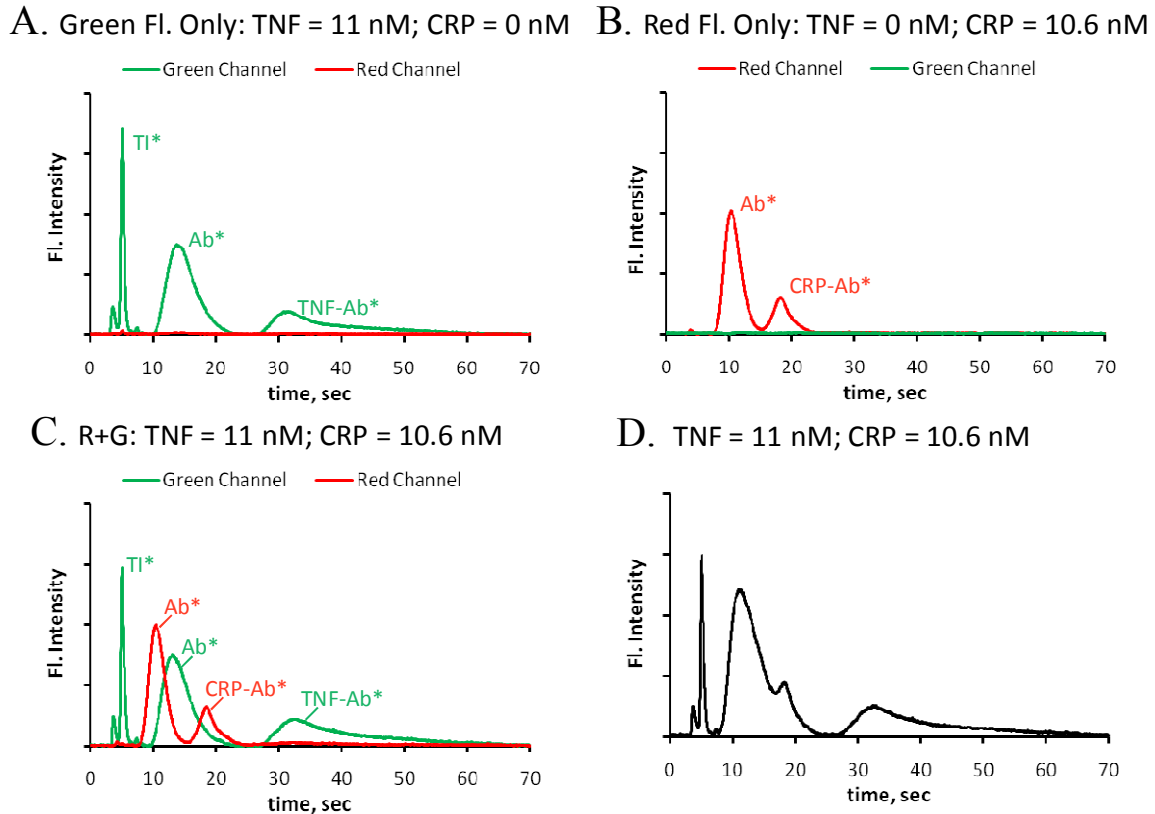 A. Green Fl. Only: TNF = 11 nM; CRP = 0 nM
Green Channel Red Channel
Fl. Intensity
TI*
Ab*
TNF-Ab*
0 10 20 30 40 50 60 70
time, sec
B. Red Fl. Only: TNF = 0 nM; CRP = 10.6 nM
Red Channel Green Channel
Fl. Intensity
Ab*
CRP-Ab*
0 10 20 30 40 50 60 70
time, sec
C. R+G: TNF = 11 nM; CRP = 10.6 nM
Green Channel Red Channel
Fl. Intensity
TI*
Ab*
Ab*
CRP-Ab*
TNF-Ab*
0 10 20 30 40 50 60 70
time, sec
D. TNF = 11 nM; CRP = 10.6 nM
Fl. Intensity
0 10 20 30 40 50 60 70
time, sec